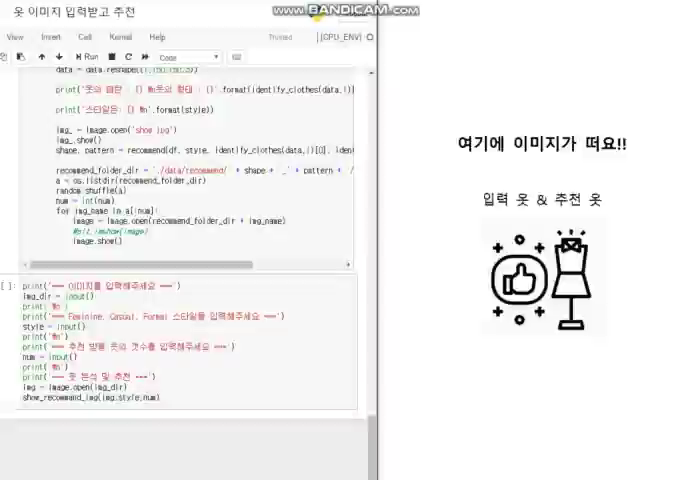 www.BANDICAM.com
옷 이미지 입력받고 추천
View Insert Cell Kernel Help Trusted
Run Code
data = data.reshape(
print('옷의 패턴 : {} ₩n옷의 형태 : {}'.format(identify_clothes(data,
print('스타일은: {} ₩n'.format(style))
img_ = Image.open('show.jpg')
img_.show()
shape, pattern = recommend(df, style, identify_clothes(data,)[0], iden
recommend_folder_dir = './data/recommend/' + shape + '_' + pattern + '/
a = os.listdir(recommend_folder_dir)
random.shuffle(a)
num = int(num)
for img_name in a[:num]:
image = Image.open(recommend_folder_dir + img_name)
#plt.imshow(image)
image.show()
[ ]: print('=== 이미지를 입력해주세요 ===')
img_dir = input()
print('₩n')
print('=== Feminine, Casual, Formal 스타일을 입력해주세요 ===')
style = input()
print('₩n')
print('=== 추천 받을 옷의 갯수를 입력해주세요 ===')
num = input()
print('₩n')
print('=== 옷 분석 및 추천 ===')
img = Image.open(img_dir)
show_recommand_img(img,style,num)
여기에 이미지가 떠요!!
입력 옷 & 추천 옷